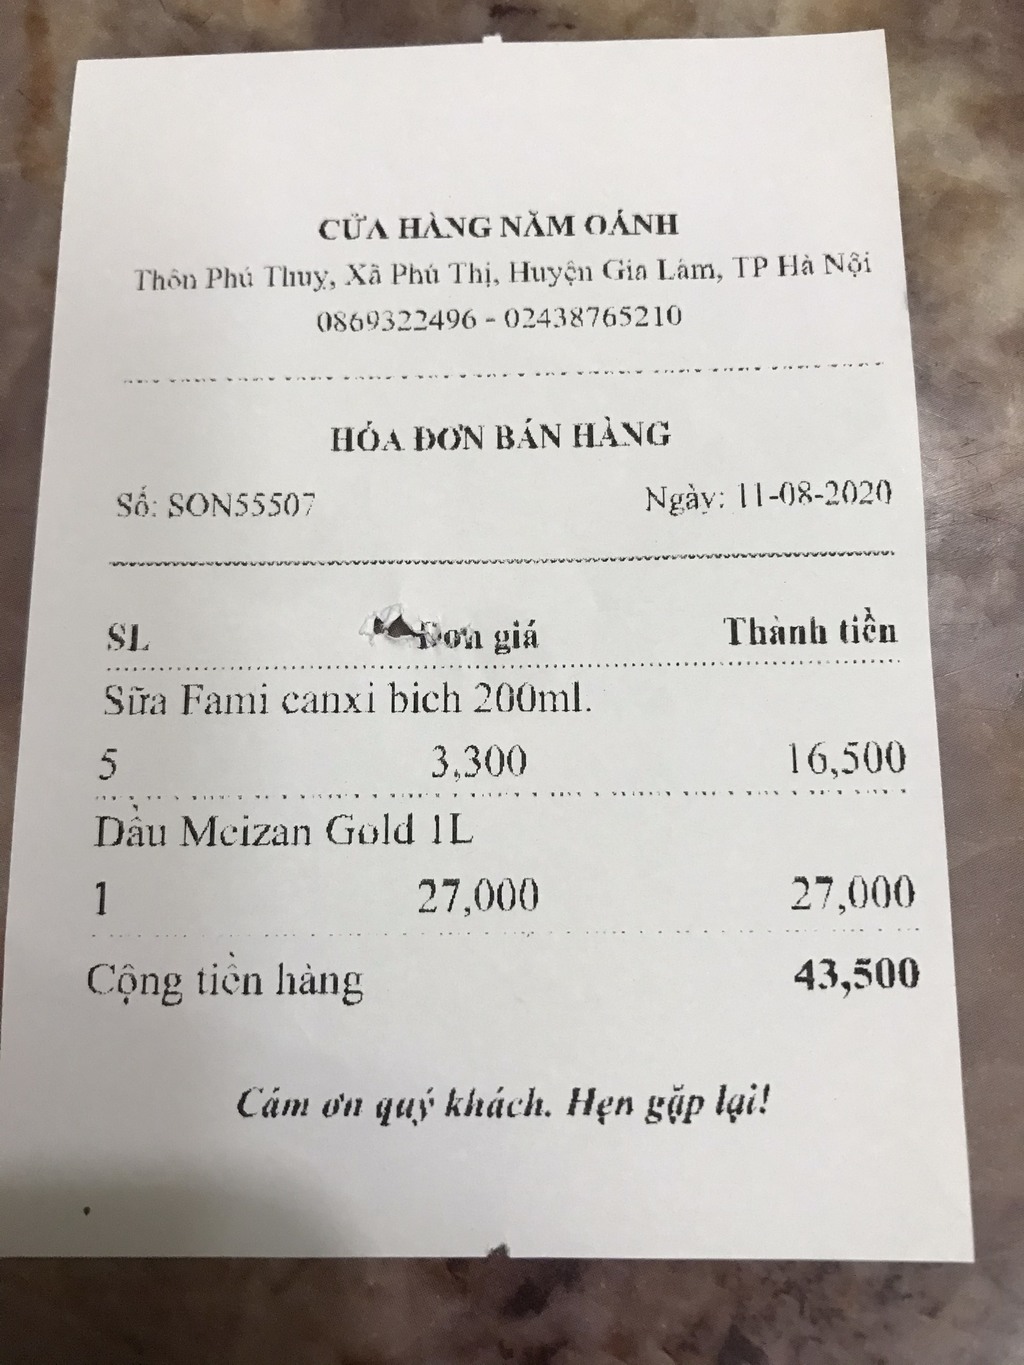 CỬA HÀNG NĂM OÁNH
Thôn Phú Thuỵ, Xã Phú Thị, Huyện Gia Lâm, TP Hà Nội
0869322496 - 02438765210
HÓA ĐƠN BÁN HÀNG
Số: SON55507 Ngày: 11-08-2020
SL Đơn giá Thành tiền
Sữa Fami canxi bich 200ml.
5 3,300 16,500
Dầu Meizan Gold 1L
1 27,000 27,000
Cộng tiền hàng 43,500
Cám ơn quý khách. Hẹn gặp lại!